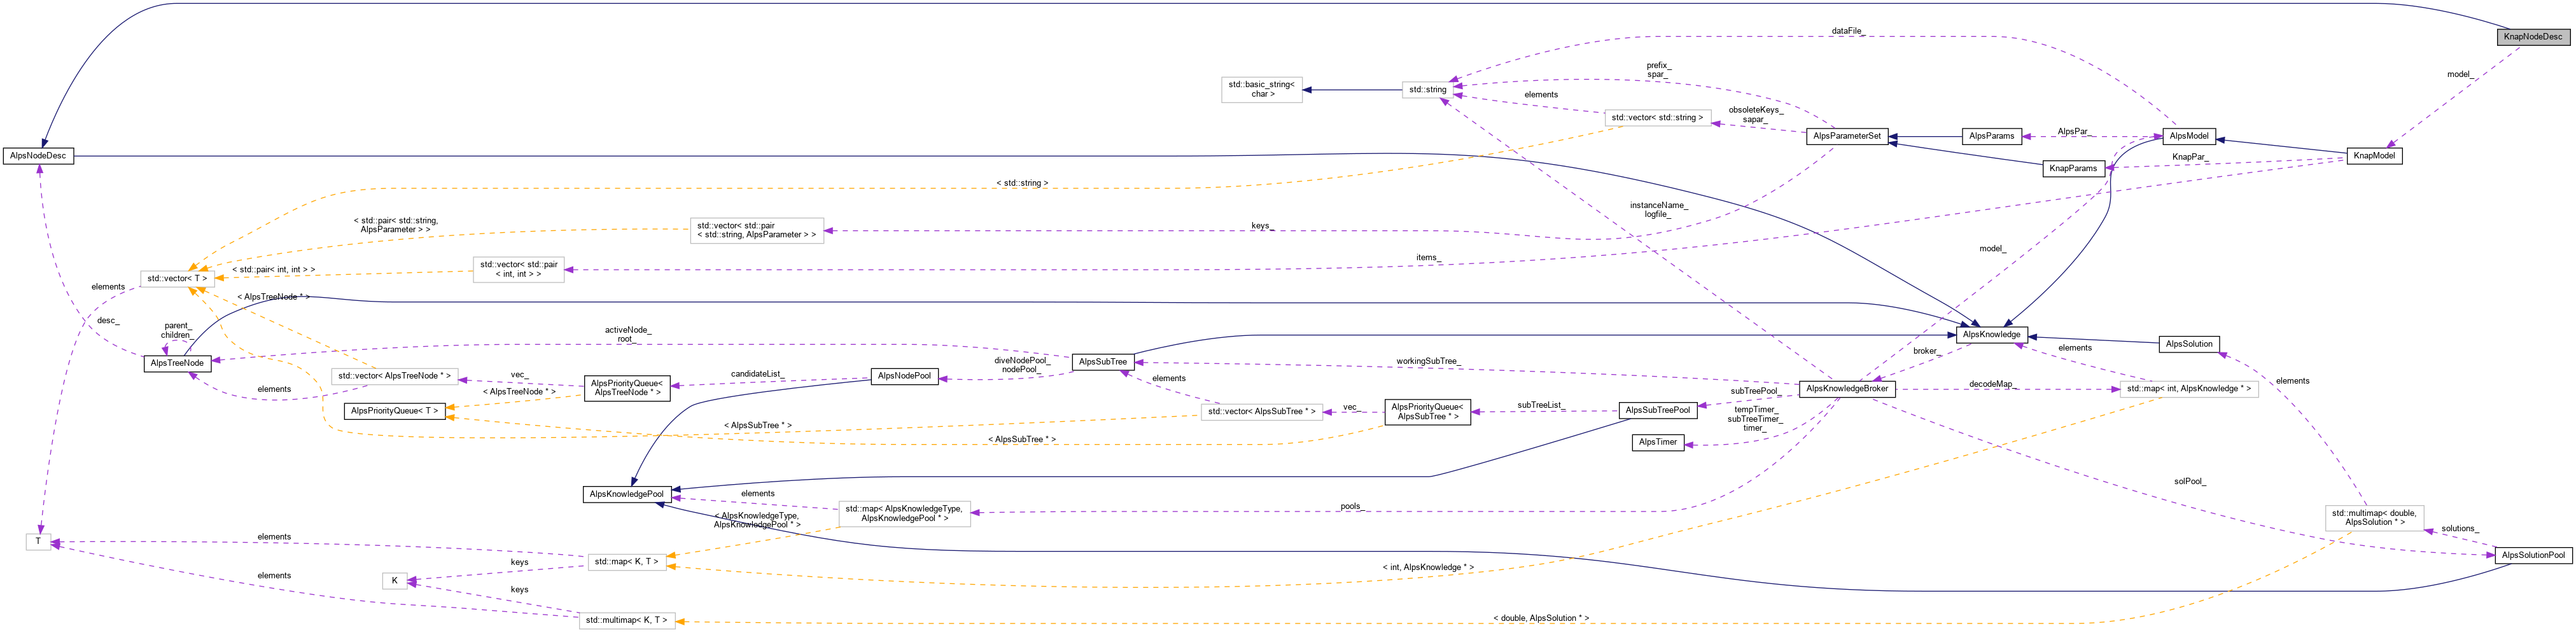 dataFile_
KnapNodeDesc
prefix_
spar_
model_
std::basic_string<
char >
std::string
elements
std::vector< std::string >
obsoleteKeys_
sapar_
AlpsParameterSet
AlpsParams
AlpsPar_
AlpsModel
AlpsNodeDesc
KnapPar_
KnapModel
KnapParams
< std::string >
instanceName_
logfile_
< std::pair< std::string,
AlpsParameter > >
std::vector< std::pair
< std::string, AlpsParameter > >
keys_
model_
items_
< std::pair< int, int > >
std::vector< std::pair
< int, int > >
std::vector< T >
elements
< AlpsTreeNode * >
desc_
parent_
children_
activeNode_
root_
AlpsKnowledge
AlpsSolution
elements
broker_
AlpsTreeNode
AlpsSubTree
diveNodePool_
nodePool_
workingSubTree_
std::vector< AlpsTreeNode * >
vec_
candidateList_
AlpsNodePool
elements
elements
AlpsPriorityQueue<
AlpsTreeNode * >
AlpsKnowledgeBroker
decodeMap_
std::map< int, AlpsKnowledge * >
elements
< AlpsTreeNode * >
subTreePool_
AlpsPriorityQueue< T >
std::vector< AlpsSubTree * >
vec_
AlpsPriorityQueue<
AlpsSubTree * >
subTreeList_
AlpsSubTreePool
tempTimer_
subTreeTimer_
timer_
< AlpsSubTree * >
< AlpsSubTree * >
AlpsTimer
solPool_
AlpsKnowledgePool
elements
std::map< AlpsKnowledgeType,
AlpsKnowledgePool * >
pools_
< AlpsKnowledgeType,
AlpsKnowledgePool * >
std::multimap< double,
AlpsSolution * >
solutions_
T
elements
AlpsSolutionPool
std::map< K, T >
keys
K
elements
< int, AlpsKnowledge * >
keys
std::multimap< K, T >
< double, AlpsSolution * >